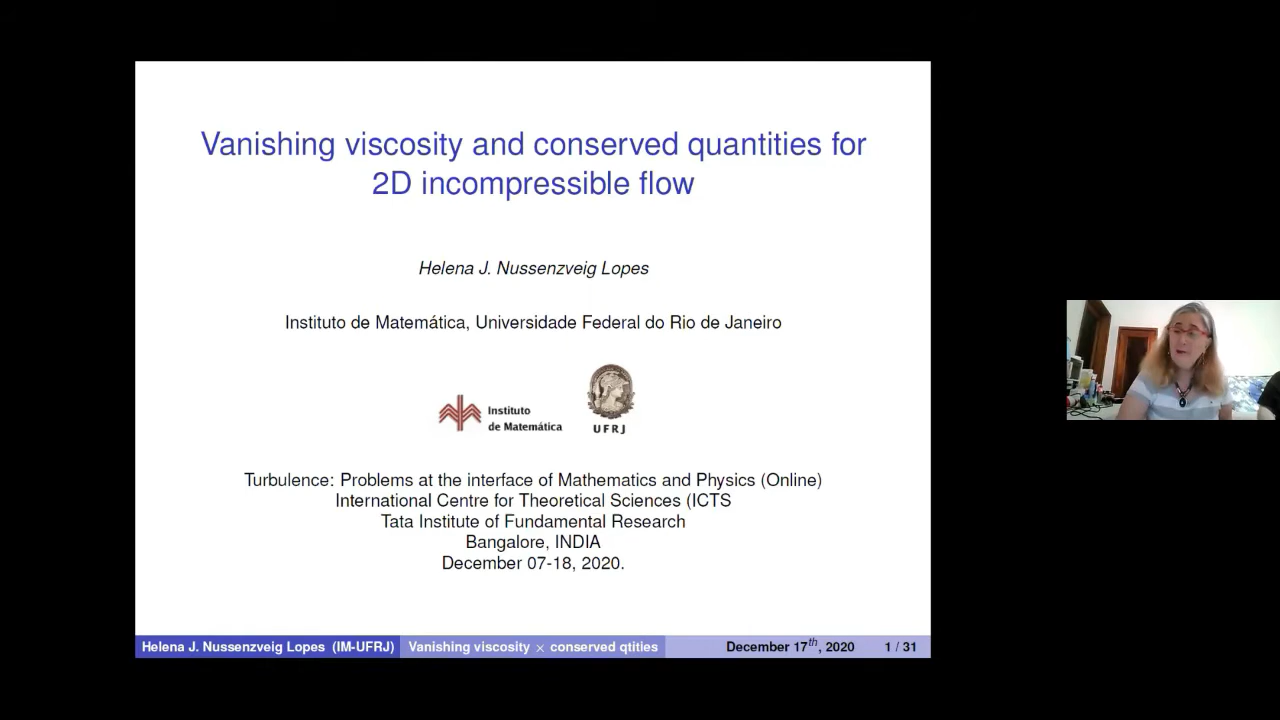 Vanishing viscosity and conserved quantities for
2D incompressible flow
Helena J. Nussenzveig Lopes
Instituto de Matemática, Universidade Federal do Rio de Janeiro
Instituto
de Matemática
UFRJ
Turbulence: Problems at the interface of Mathematics and Physics (Online)
International Centre for Theoretical Sciences (ICTS
Tata Institute of Fundamental Research
Bangalore, INDIA
December 07-18, 2020.
Helena J. Nussenzveig Lopes (IM-UFRJ) Vanishing viscosity × conserved qtities December 17th, 2020 1 / 31